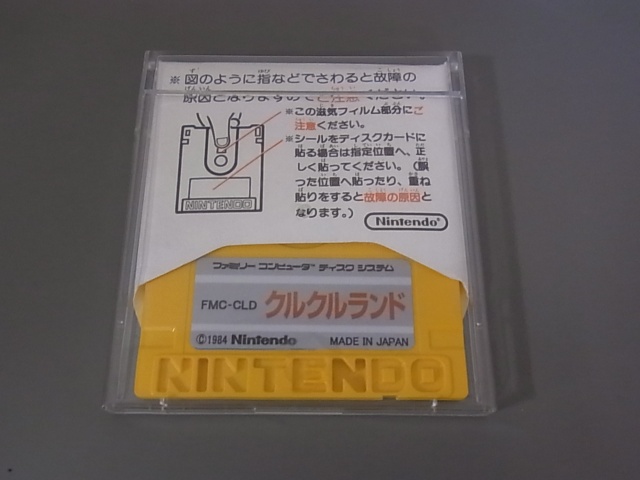 ※図のように指などでさわると故障の
原因となりますのでご注意ください。
※この磁気フィルム部分にご
注意ください。
※シールをディスクカードに
貼る場合は指定位置へ、正
しく貼ってください。（誤
った位置へ貼ったり、重ね
貼りをすると故障の原因と
なります。）
NINTENDO
Nintendo
ファミリー コンピュータ ディスク システム
FMC-CLD クルクルランド
©1984 Nintendo MADE IN JAPAN
NINTENDO